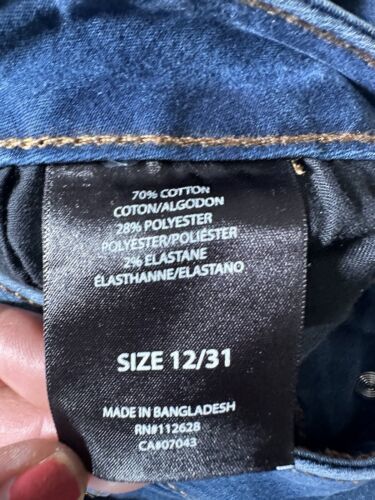 70% COTTON
COTON/ALGODON
28% POLYESTER
POLYESTER/POLIÉSTER
2% ELASTANE
ÉLASTHANNE/ELASTANO
SIZE 12/31
MADE IN BANGLADESH
RN#112628
CA#07043